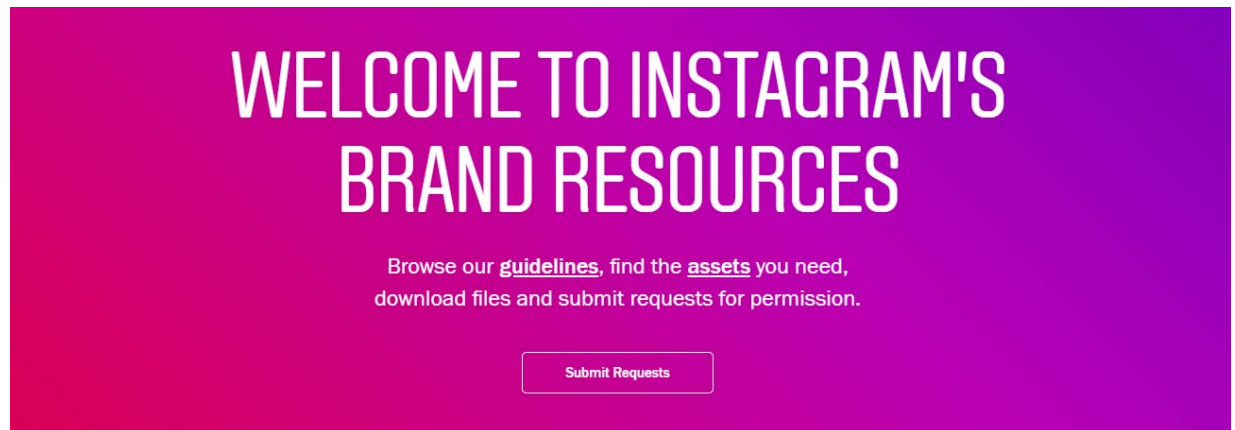 WELCOME TO INSTAGRAM'S
BRAND RESOURCES
Browse our guidelines, find the assets you need,
download files and submit requests for permission.
Submit Requests